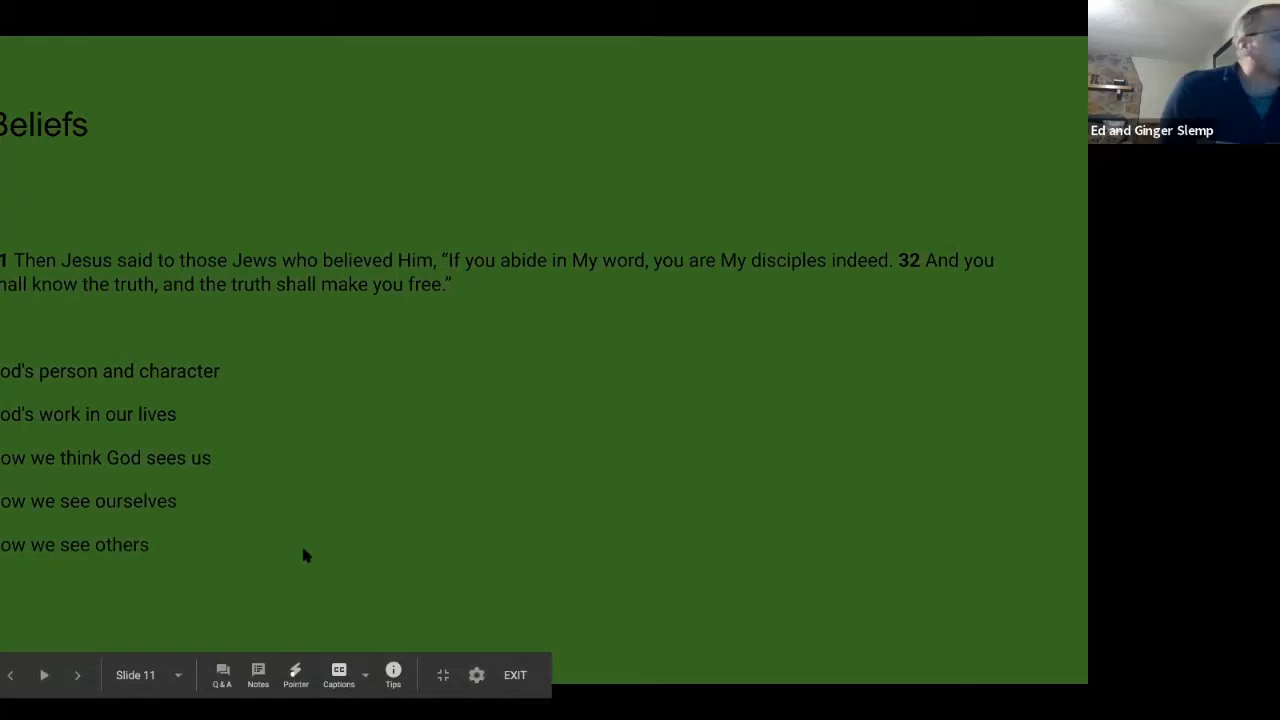 Beliefs
Ed and Ginger Slemp
1 Then Jesus said to those Jews who believed Him, “If you abide in My word, you are My disciples indeed. 32 And you
hall know the truth, and the truth shall make you free.”
od's person and character
od's work in our lives
ow we think God sees us
ow we see ourselves
ow we see others
Slide 11
Q & A
Notes
Pointer
Captions
Tips
EXIT